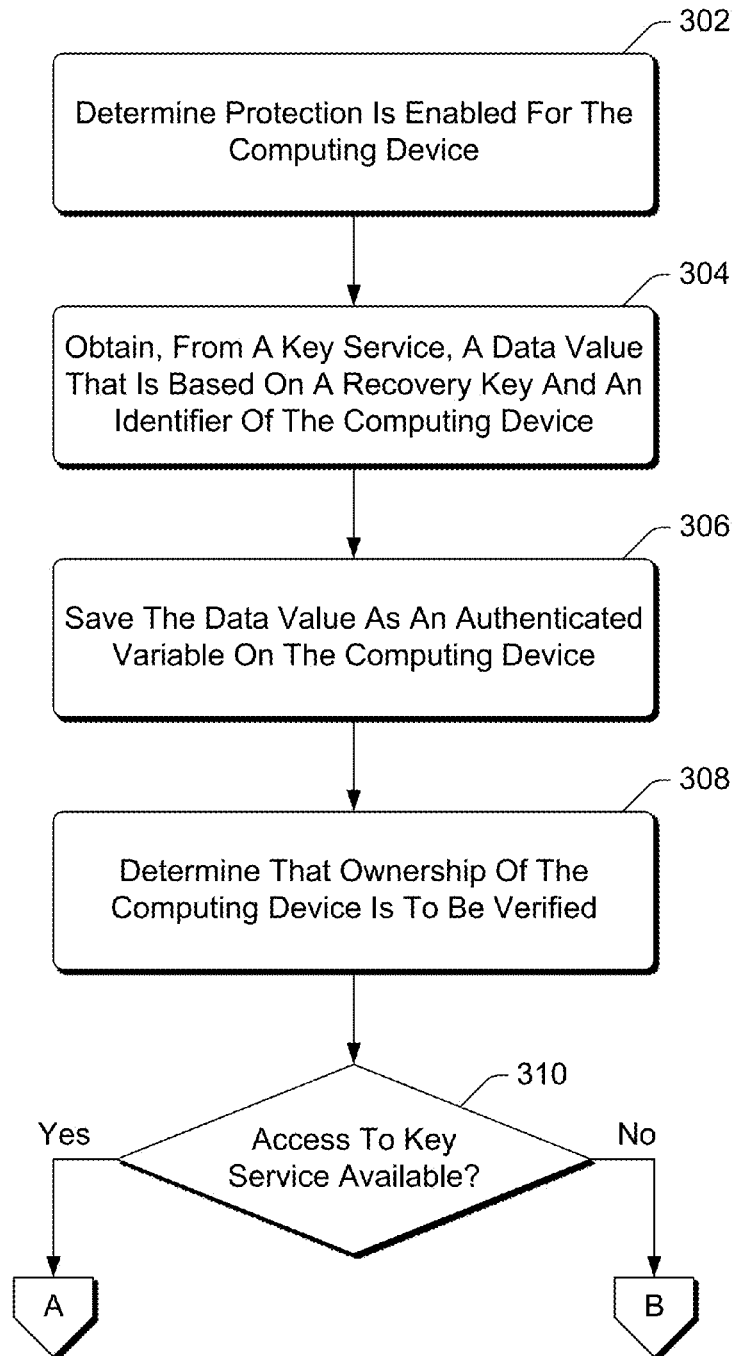 302
Determine Protection Is Enabled For The
Computing Device
304
Obtain, From A Key Service, A Data Value
That Is Based On A Recovery Key And An
Identifier Of The Computing Device
306
Save The Data Value As An Authenticated
Variable On The Computing Device
308
Determine That Ownership Of The
Computing Device Is To Be Verified
310
Yes
Access To Key
Service Available?
No
A
B